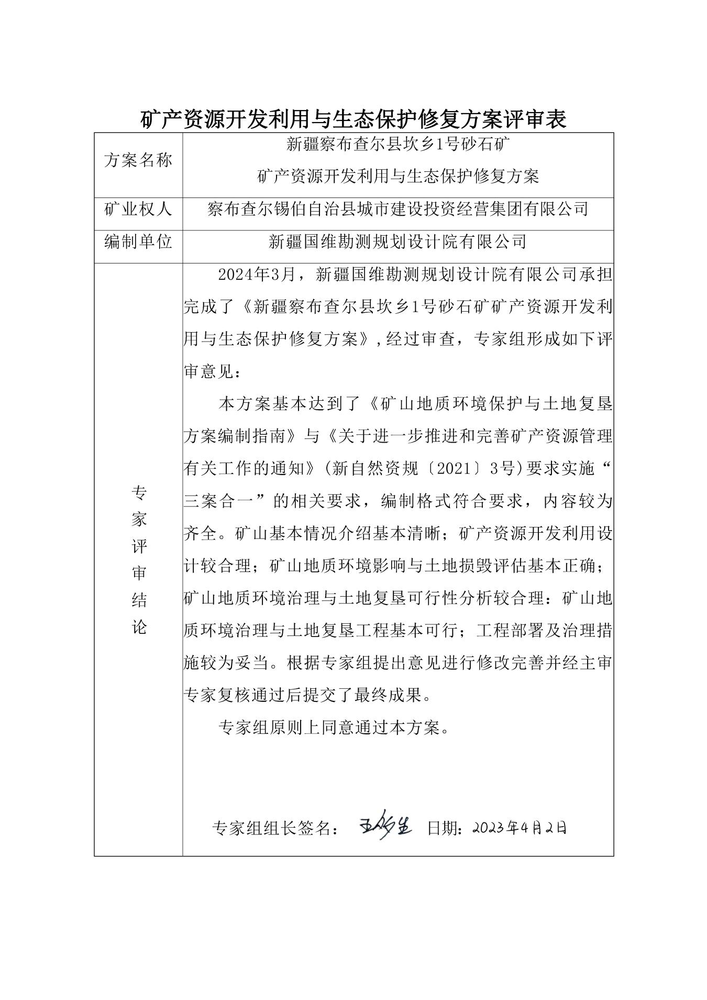 矿产资源开发利用与生态保护修复方案评审表
方案名称
新疆察布查尔县坎乡1号砂石矿
矿产资源开发利用与生态保护修复方案
矿业权人
察布查尔锡伯自治县城市建设投资经营集团有限公司
编制单位
新疆国维勘测规划设计院有限公司
专家评审结论
2024年3月，新疆国维勘测规划设计院有限公司承担
完成了《新疆察布查尔县坎乡1号砂石矿矿产资源开发利
用与生态保护修复方案》,经过审查，专家组形成如下评
审意见：
本方案基本达到了《矿山地质环境保护与土地复垦
方案编制指南》与《关于进一步推进和完善矿产资源管理
有关工作的通知》(新自然资规〔2021〕3号)要求实施“
三案合一”的相关要求，编制格式符合要求，内容较为
齐全。矿山基本情况介绍基本清晰；矿产资源开发利用设
计较合理；矿山地质环境影响与土地损毁评估基本正确；
矿山地质环境治理与土地复垦可行性分析较合理：矿山地
质环境治理与土地复垦工程基本可行；工程部署及治理措
施较为妥当。根据专家组提出意见进行修改完善并经主审
专家复核通过后提交了最终成果。
专家组原则上同意通过本方案。
专家组组长签名： 日期：2023年4月2日